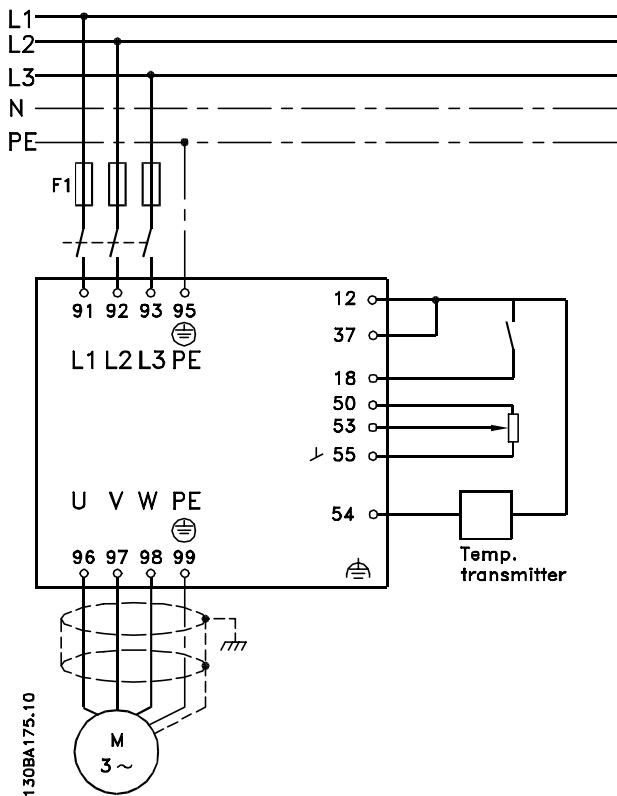 L1
L2
L3
N
PE
F1
91 92 93 95
L1 L2 L3 PE
12
37
18
50
53
55
54
Temp.
transmitter
U V W PE
96 97 98 99
M
3~
130BA175.10